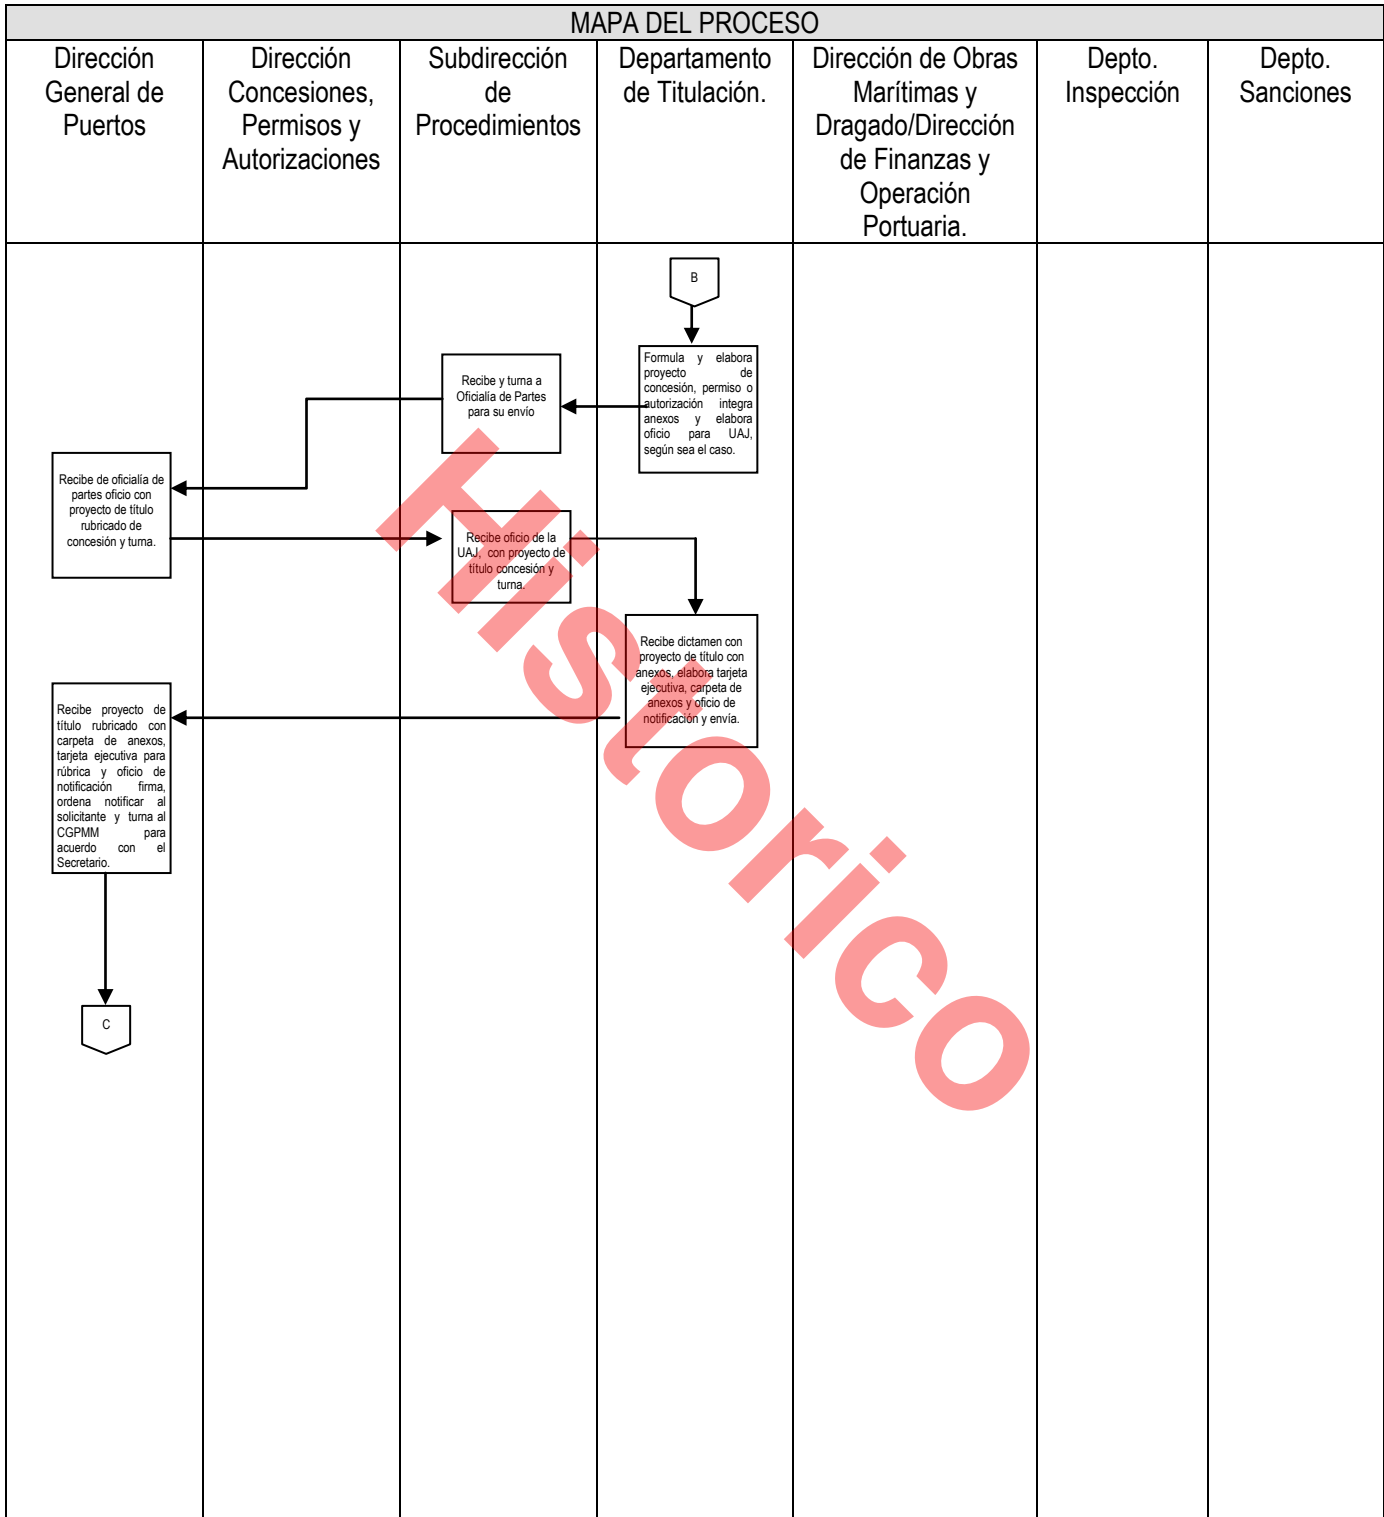 MAPA DEL PROCESO
Dirección
General de
Puertos
Dirección
Concesiones,
Permisos y
Autorizaciones
Subdirección
de
Procedimientos
Departamento
de Titulación.
Dirección de Obras
Marítimas y
Dragado/Dirección
de Finanzas y
Operación
Portuaria.
Depto.
Inspección
Depto.
Sanciones
B
Formula y elabora
proyecto de
concesión, permiso o
autorización integra
anexos y elabora
oficio para UAJ,
según sea el caso.
Recibe y turna a
Oficialía de Partes
para su envío
Recibe de oficialía de
partes oficio con
proyecto de título
rubricado de
concesión y turna.
Recibe oficio de la
UAJ, con proyecto de
título concesión y
turna.
Recibe dictamen con
proyecto de título con
anexos, elabora tarjeta
ejecutiva, carpeta de
anexos y oficio de
notificación y envía.
Recibe proyecto de
título rubricado con
carpeta de anexos,
tarjeta ejecutiva para
rúbrica y oficio de
notificación firma,
ordena notificar al
solicitante y turna al
CGPMM para
acuerdo con el
Secretario.
C
Historico